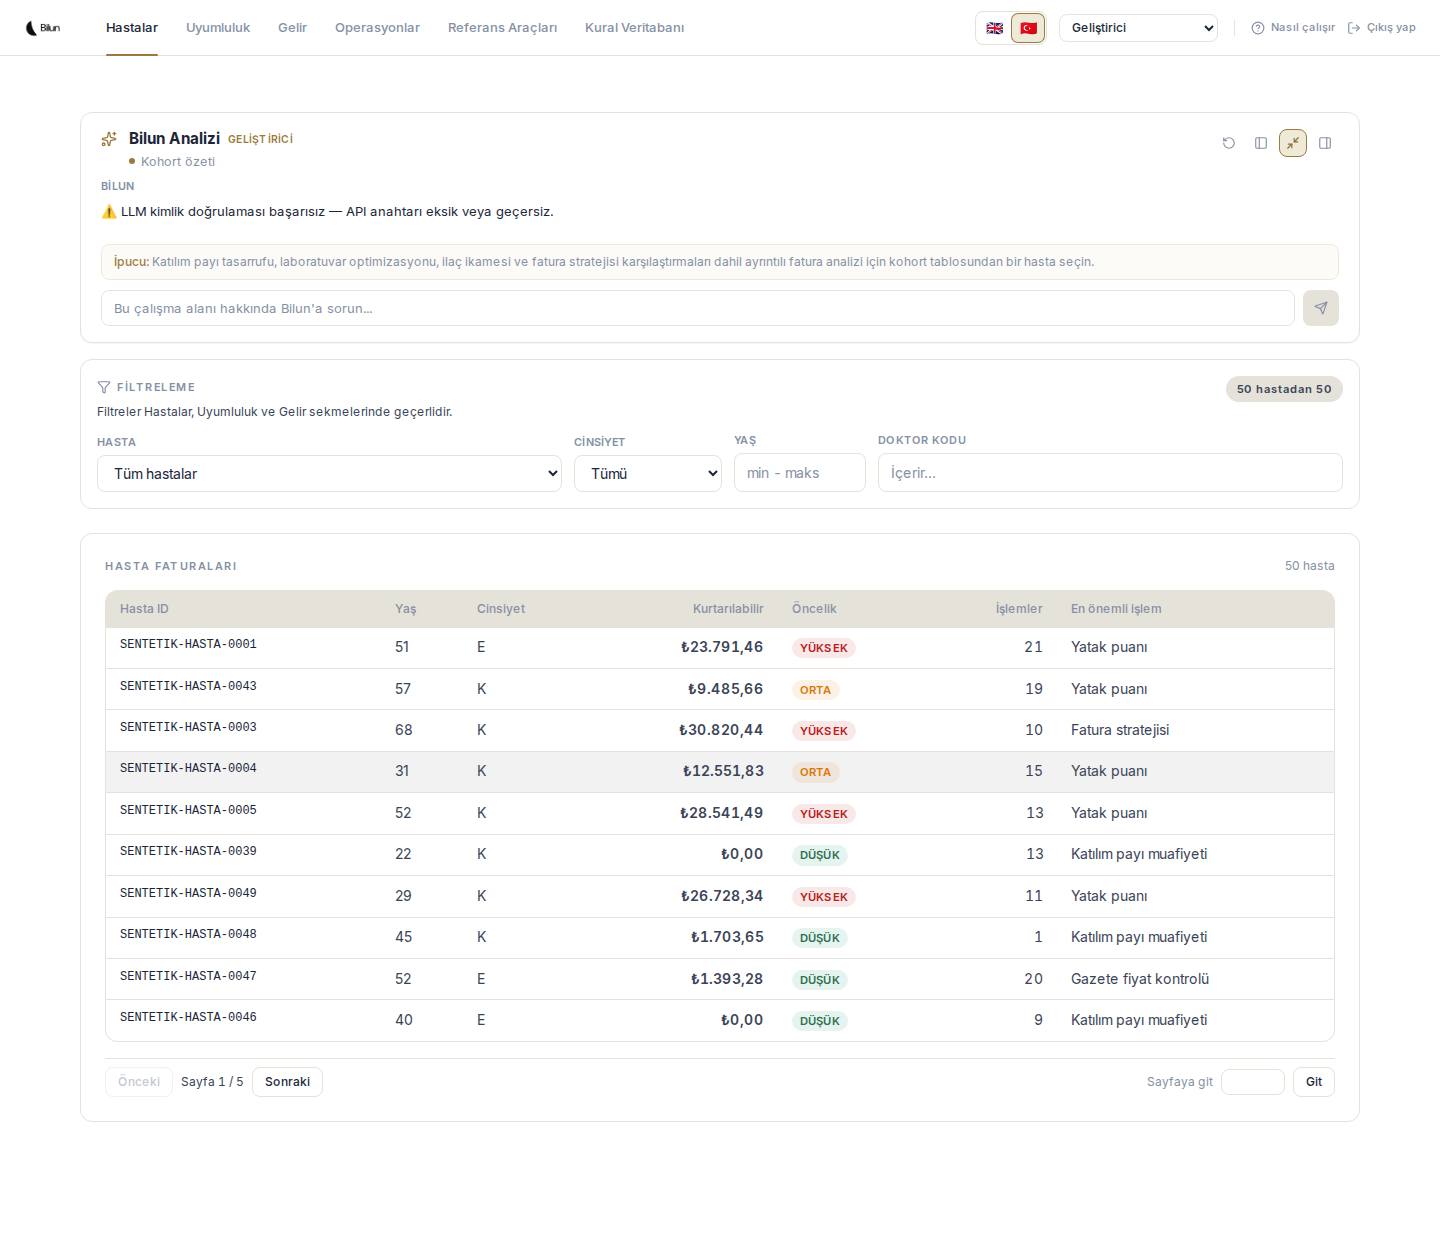 Bilun
Hastalar Uyumluluk Gelir Operasyonlar Referans Araçları Kural Veritabanı
Geliştirici
Nasıl çalışır Çıkış yap
Bilun Analizi GELİŞTİRİCİ
Kohort özeti
BİLUN
⚠️ LLM kimlik doğrulaması başarısız — API anahtarı eksik veya geçersiz.
İpucu: Katılım payı tasarrufu, laboratuvar optimizasyonu, ilaç ikamesi ve fatura stratejisi karşılaştırmaları dahil ayrıntılı fatura analizi için kohort tablosundan bir hasta seçin.
Bu çalışma alanı hakkında Bilun'a sorun...
FİLTRELEME
50 hastadan 50
Filtreler Hastalar, Uyumluluk ve Gelir sekmelerinde geçerlidir.
HASTA CİNSİYET YAŞ DOKTOR KODU
Tüm hastalar Tümü min - maks İçerir...
HASTA FATURALARI 50 hasta
Hasta ID Yaş Cinsiyet Kurtarılabilir Öncelik İşlemler En önemli işlem
SENTETIK-HASTA-0001 51 E ₺23.791,46 YÜKSEK 21 Yatak puanı
SENTETIK-HASTA-0043 57 K ₺9.485,66 ORTA 19 Yatak puanı
SENTETIK-HASTA-0003 68 K ₺30.820,44 YÜKSEK 10 Fatura stratejisi
SENTETIK-HASTA-0004 31 K ₺12.551,83 ORTA 15 Yatak puanı
SENTETIK-HASTA-0005 52 K ₺28.541,49 YÜKSEK 13 Yatak puanı
SENTETIK-HASTA-0039 22 K ₺0,00 DÜŞÜK 13 Katılım payı muafiyeti
SENTETIK-HASTA-0049 29 K ₺26.728,34 YÜKSEK 11 Yatak puanı
SENTETIK-HASTA-0048 45 K ₺1.703,65 DÜŞÜK 1 Katılım payı muafiyeti
SENTETIK-HASTA-0047 52 E ₺1.393,28 DÜŞÜK 20 Gazete fiyat kontrolü
SENTETIK-HASTA-0046 40 E ₺0,00 DÜŞÜK 9 Katılım payı muafiyeti
Önceki Sayfa 1 / 5 Sonraki Sayfaya git Git